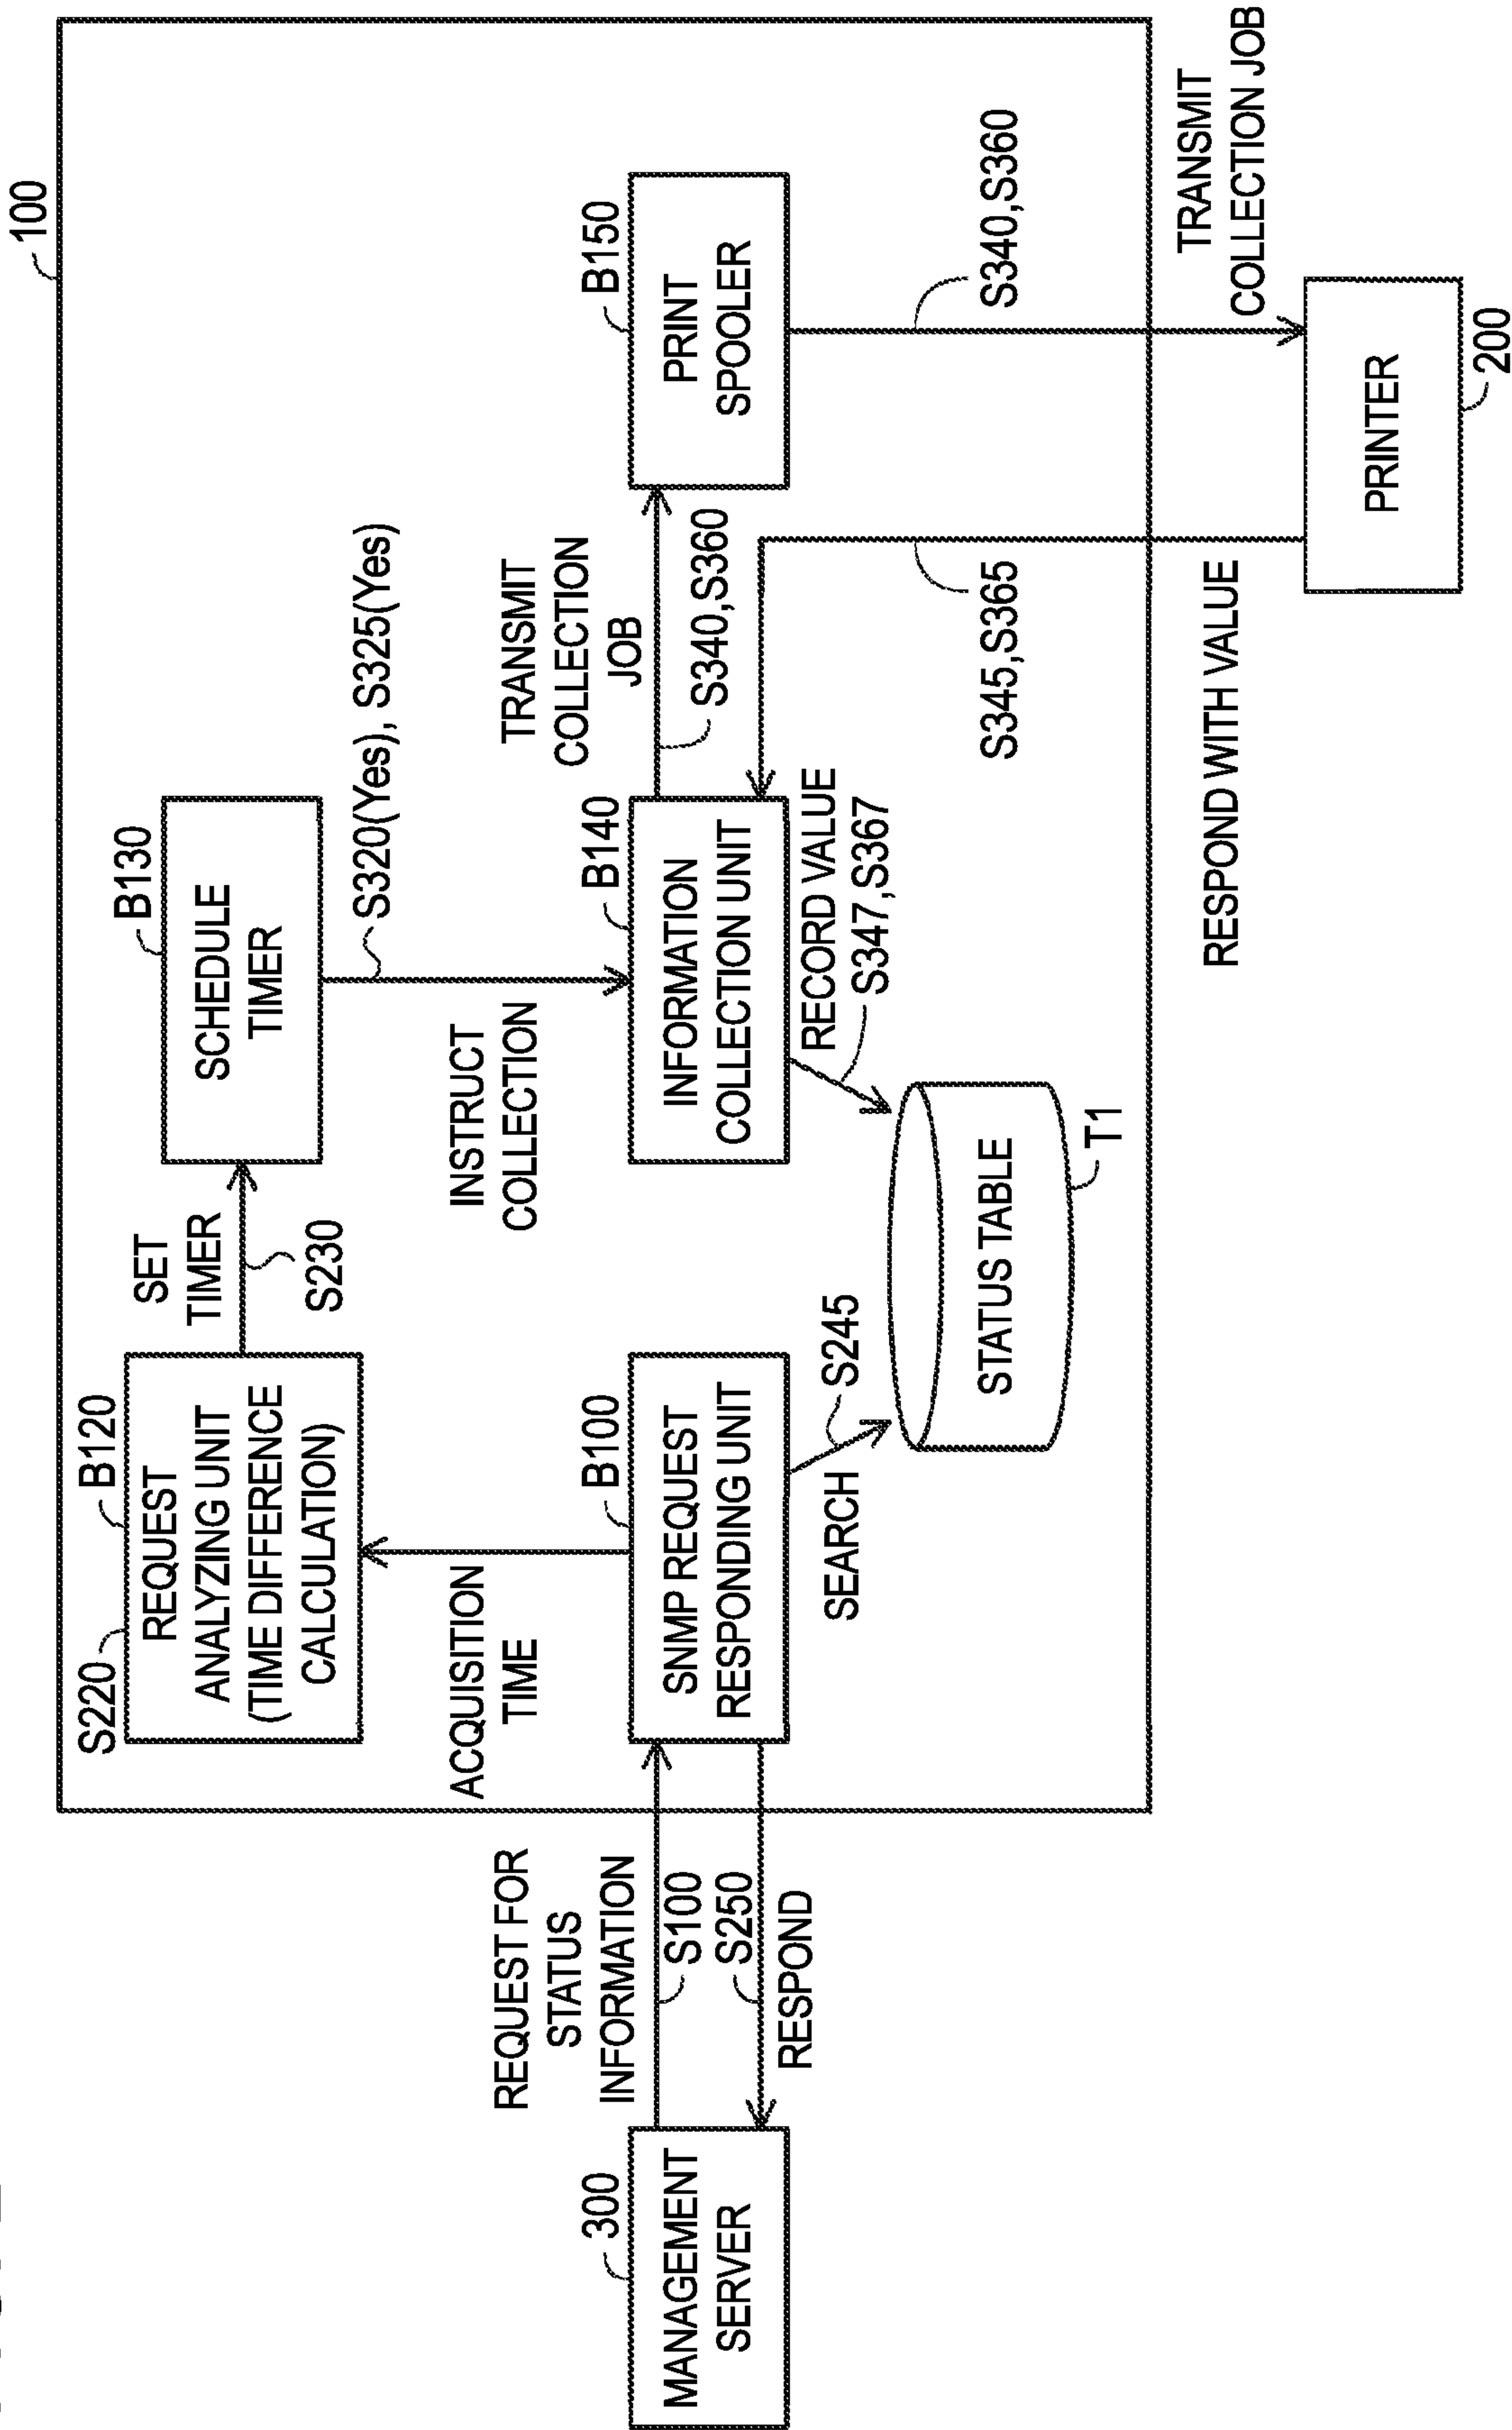 100
S220
B120
REQUEST
ANALYZING UNIT
(TIME DIFFERENCE
CALCULATION)
SET
TIMER
S230
B130
SCHEDULE
TIMER
S320(Yes), S325(Yes)
INSTRUCT
COLLECTION
ACQUISITION
TIME
300
MANAGEMENT
SERVER
REQUEST FOR
STATUS
INFORMATION
S100
S250
RESPOND
B100
SNMP REQUEST
RESPONDING UNIT
SEARCH
S245
STATUS TABLE
T1
B140
INFORMATION
COLLECTION UNIT
RECORD VALUE
S347,S367
TRANSMIT
COLLECTION
JOB
S340,S360
B150
PRINT
SPOOLER
S340,S360
S345,S365
RESPOND WITH VALUE
TRANSMIT
COLLECTION JOB
PRINTER
200